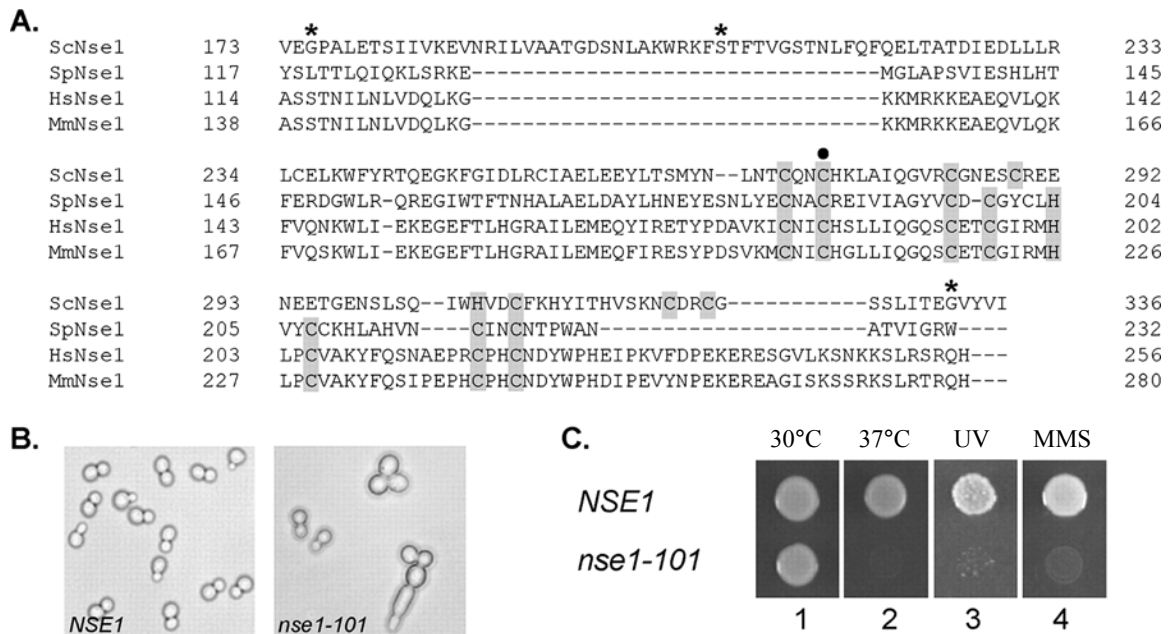 A.
* *
ScNse1 173 VEGPALETSIIVKEVNRILVAATGDSNLAKWRKFSTFTVGSTNLFQFQELTATDIEDLLLR 233
SpNse1 117 YSLTTLQIQKLSRKE--------------------------------MGLAPSVIESHLHT 145
HsNse1 114 ASSTNILNLVDQLKG--------------------------------KKMRKKEAEQVLQK 142
MmNse1 138 ASSTNILNLVDQLKG--------------------------------KKMRKKEAEQVLQK 166
●
ScNse1 234 LCELKWFYRTQEGKFGIDLRCIAELEEYLTSMYN--LNTCQNCHKLAIQGVRCGNESCREE 292
SpNse1 146 FERDGWLR-QREGIWTFTNHALAELDAYLHNEYESNLYECNACREIVIAGYVCD-CGYCLH 204
HsNse1 143 FVQNKWLI-EKEGEFTLHGRAILEMEQYIRETYPDAVKICNICHSLLIQGQSCETCGIRMH 202
MmNse1 167 FVQSKWLI-EKEGEFTLHGRAILEMEQFIRESYPDSVKMCNICHGLLIQGQSCETCGIRMH 226
*
ScNse1 293 NEETGENSLSQ--IWHVDCFKHYITHVSKNCDRCG-----------SSLITEGVYVI 336
SpNse1 205 VYCCKHLAHVN----CINCNTPWAN---------------------ATVIGRW---- 232
HsNse1 203 LPCVAKYFQSNAEPRCPHCNDYWPHEIPKVFDPEKERESGVLKSNKKSLRSRQH--- 256
MmNse1 227 LPCVAKYFQSIPEPHCPHCNDYWPHDIPEVYNPEKEREAGISKSSRKSLRTRQH--- 280
B.
NSE1 nse1-101
C.
30°C 37°C UV MMS
NSE1
nse1-101
1 2 3 4